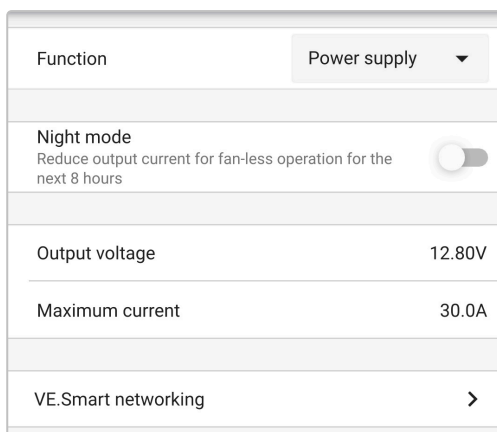 Function
Power supply
Night mode
Reduce output current for fan-less operation for the
next 8 hours
Output voltage
12.80V
Maximum current
30.0A
VE.Smart networking